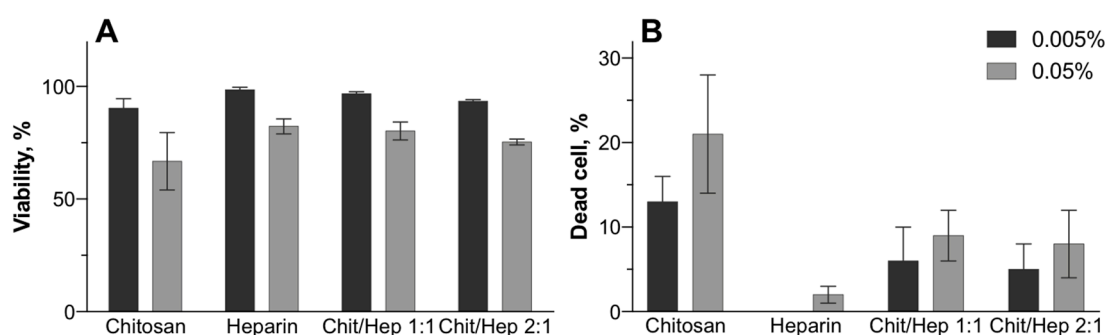 A
Viability, %
100
50
0
Chitosan Heparin Chit/Hep 1:1 Chit/Hep 2:1
B
0.005%
0.05%
Dead cell, %
30
20
10
0
Chitosan Heparin Chit/Hep 1:1 Chit/Hep 2:1